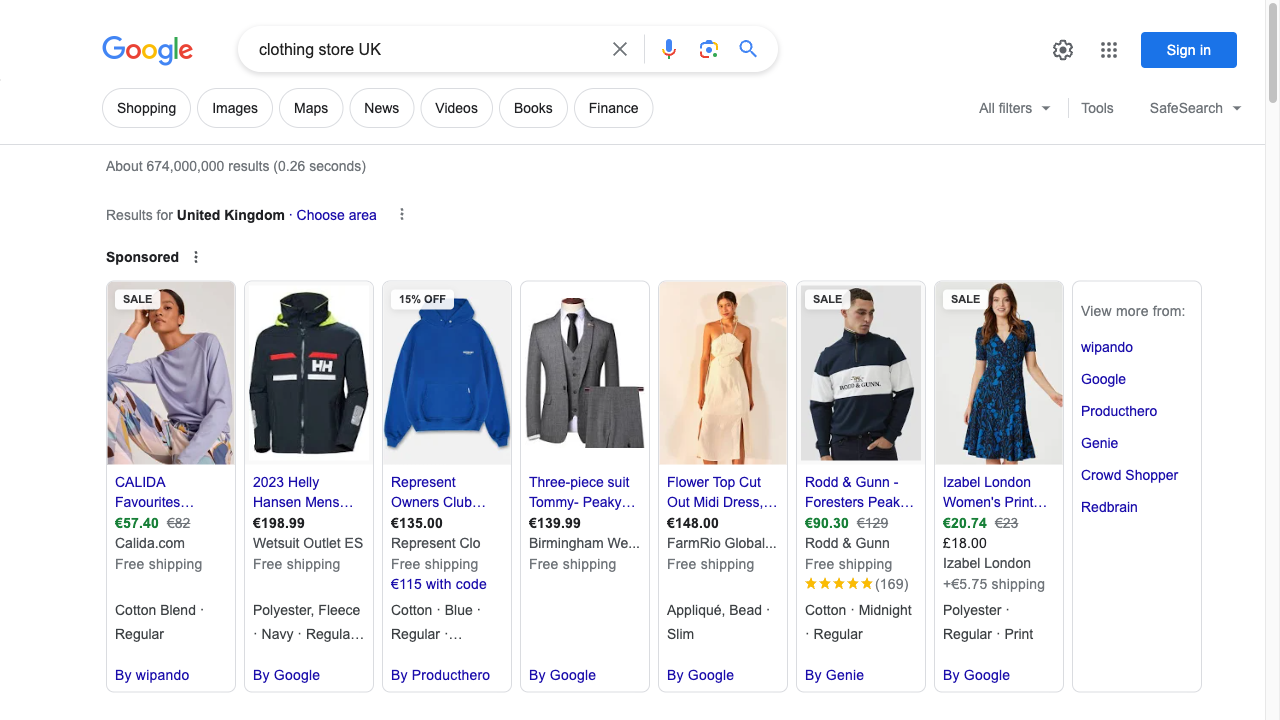 Google
clothing store UK
Sign in
Shopping
Images
Maps
News
Videos
Books
Finance
All filters
Tools
SafeSearch
About 674,000,000 results (0.26 seconds)
Results for United Kingdom · Choose area
Sponsored
SALE
CALIDA
Favourites…
€57.40 €82
Calida.com
Free shipping
Cotton Blend ·
Regular
By wipando
HH
2023 Helly
Hansen Mens…
€198.99
Wetsuit Outlet ES
Free shipping
Polyester, Fleece
· Navy · Regula…
By Google
15% OFF
Represent
Owners Club…
€135.00
Represent Clo
Free shipping
€115 with code
Cotton · Blue ·
Regular ·…
By Producthero
Three-piece suit
Tommy- Peaky…
€139.99
Birmingham We...
Free shipping
By Google
Flower Top Cut
Out Midi Dress,…
€148.00
FarmRio Global...
Free shipping
Appliqué, Bead ·
Slim
By Google
SALE
RODD & GUNN.
Rodd & Gunn -
Foresters Peak…
€90.30 €129
Rodd & Gunn
Free shipping
(169)
Cotton · Midnight
· Regular
By Genie
SALE
Izabel London
Women's Print…
€20.74 €23
£18.00
Izabel London
+€5.75 shipping
Polyester ·
Regular · Print
By Google
View more from:
wipando
Google
Producthero
Genie
Crowd Shopper
Redbrain